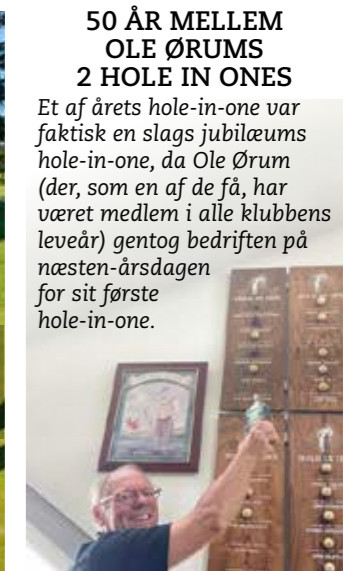 50 ÅR MELLEM
OLE ØRUMS
2 HOLE IN ONES
Et af årets hole-in-one var
faktisk en slags jubilæums
hole-in-one, da Ole Ørum
(der, som en af de få, har
været medlem i alle klubbens
leveår) gentog bedriften på
næsten-årsdagen
for sit første
hole-in-one.